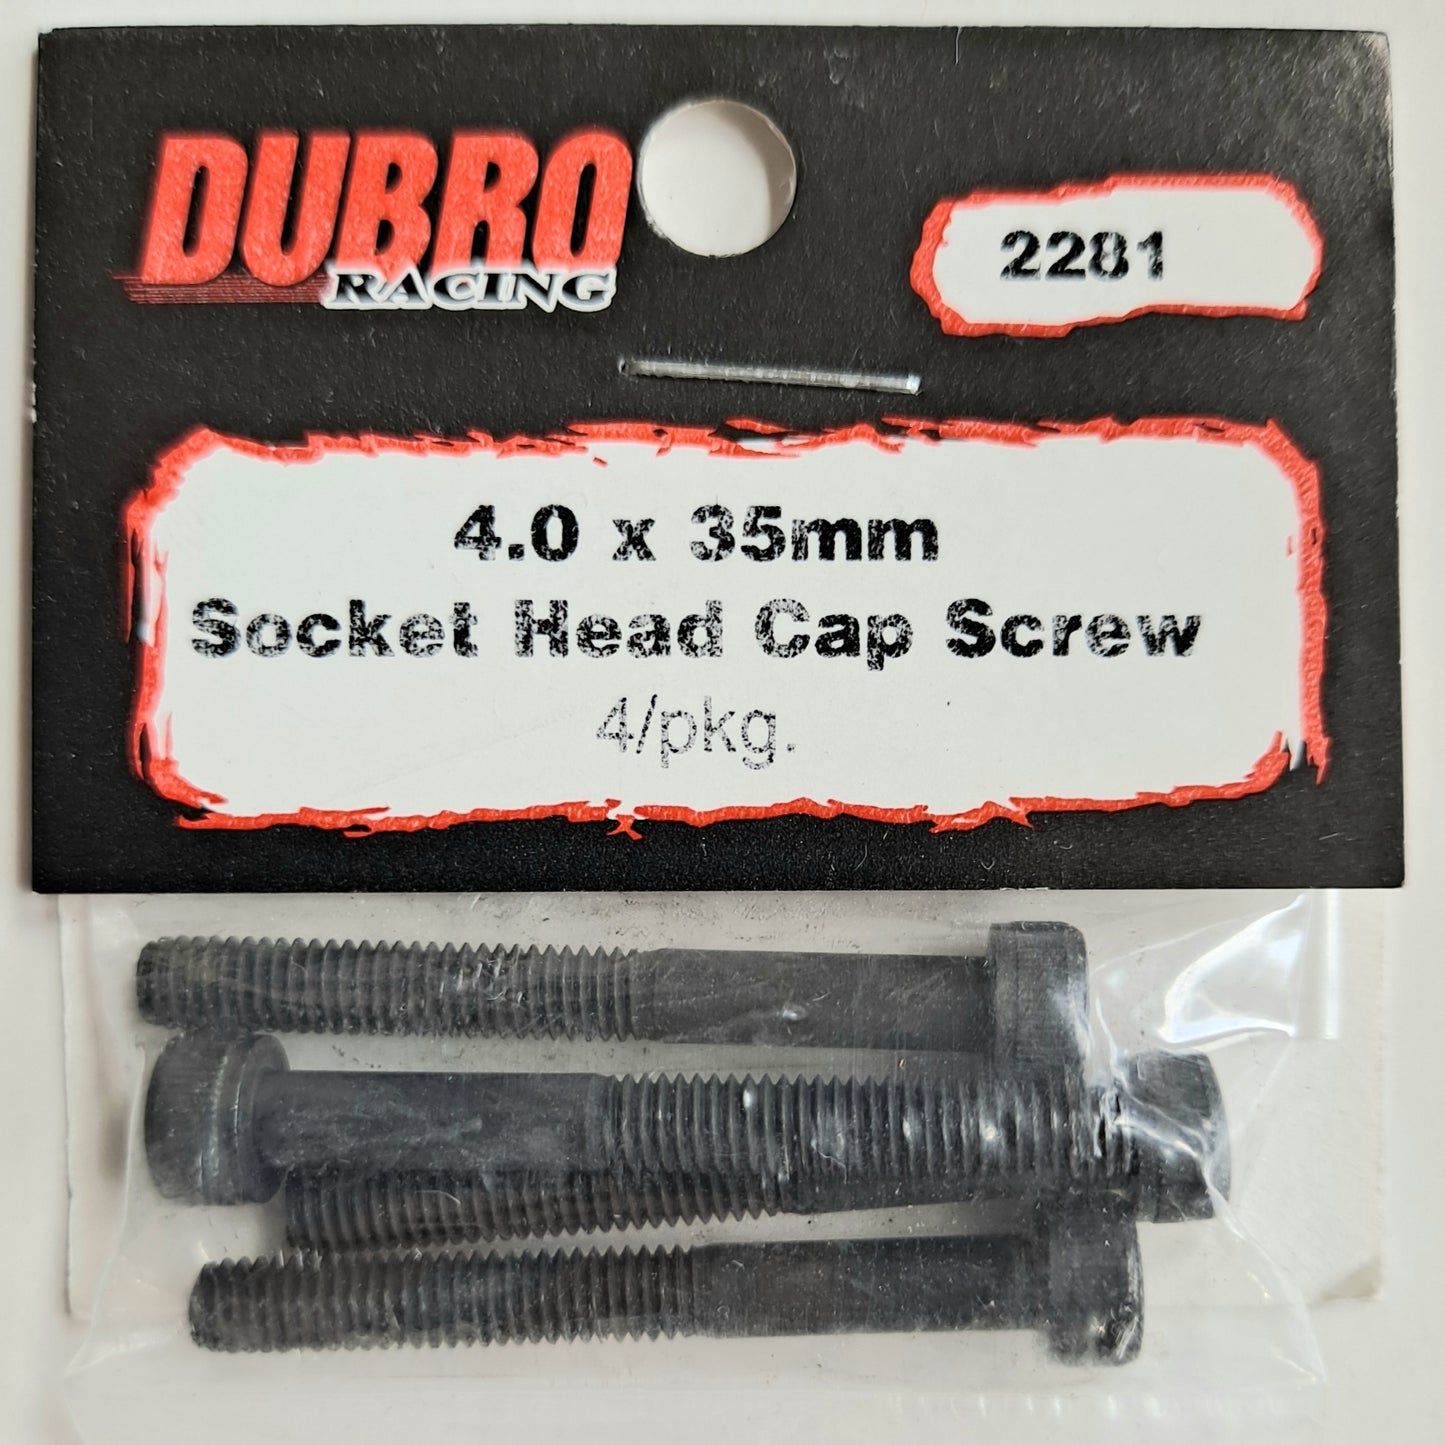 DUBRO
RACING
2281
4.0 x 35mm
Socket Head Cap Screw
4/pkg.